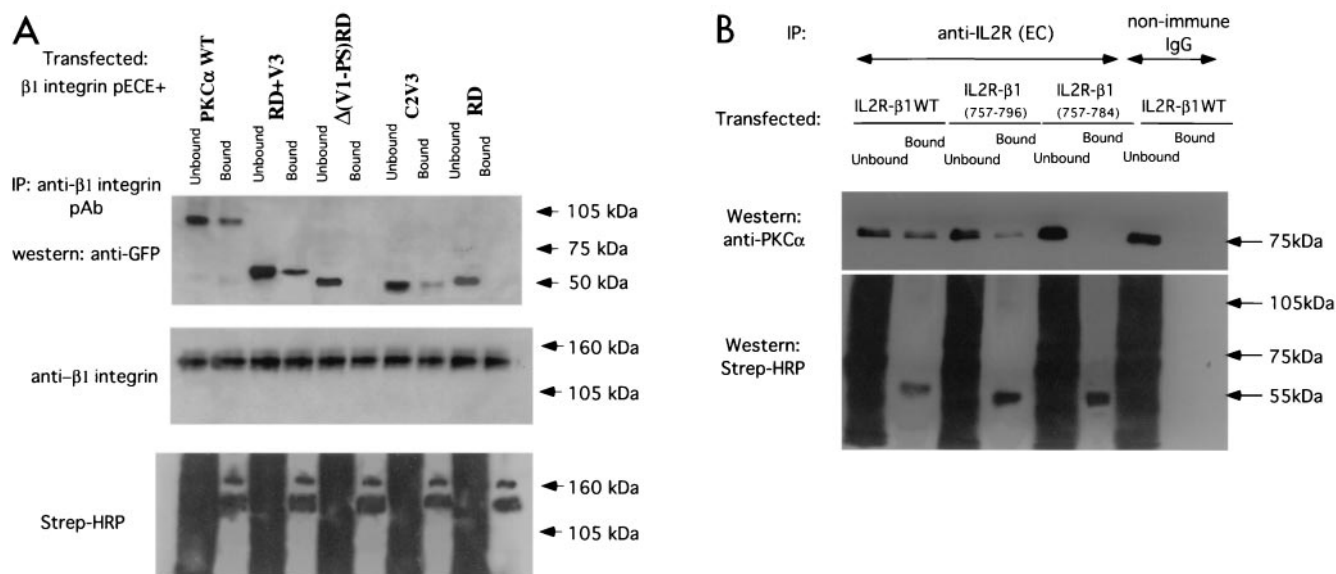 A
Transfected:
β1 integrin pECE+
PKCα WT
RD+V3
Δ(V1-PS)RD
C2V3
RD
Unbound
Bound
Unbound
Bound
Unbound
Bound
Unbound
Bound
Unbound
Bound
IP: anti-β1 integrin
pAb
western: anti-GFP
105 kDa
75 kDa
50 kDa
anti–β1 integrin
160 kDa
105 kDa
Strep-HRP
160 kDa
105 kDa
B
IP:
anti-IL2R (EC)
non-immune
IgG
Transfected:
IL2R-β1WT
IL2R-β1
(757-796)
IL2R-β1
(757-784)
IL2R-β1WT
Unbound
Bound
Unbound
Bound
Unbound
Bound
Unbound
Bound
Western:
anti-PKCα
75kDa
Western:
Strep-HRP
105kDa
75kDa
55kDa